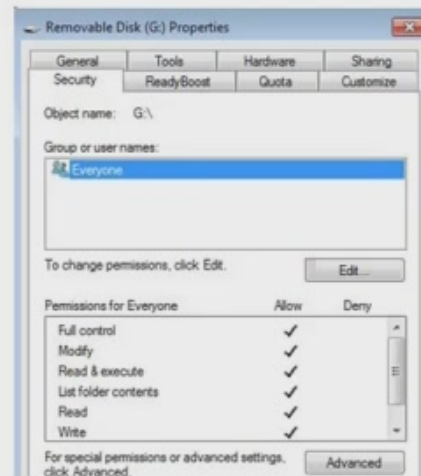 Removable Disk (G:) Properties
General Tools Hardware Sharing
Security ReadyBoost Quota Customize
Object name: G:\
Group or user names:
Everyone
To change permissions, click Edit.
Edit...
Permissions for Everyone Allow Deny
Full control
Modify
Read & execute
List folder contents
Read
Write
For special permissions or advanced settings,
click Advanced.
Advanced